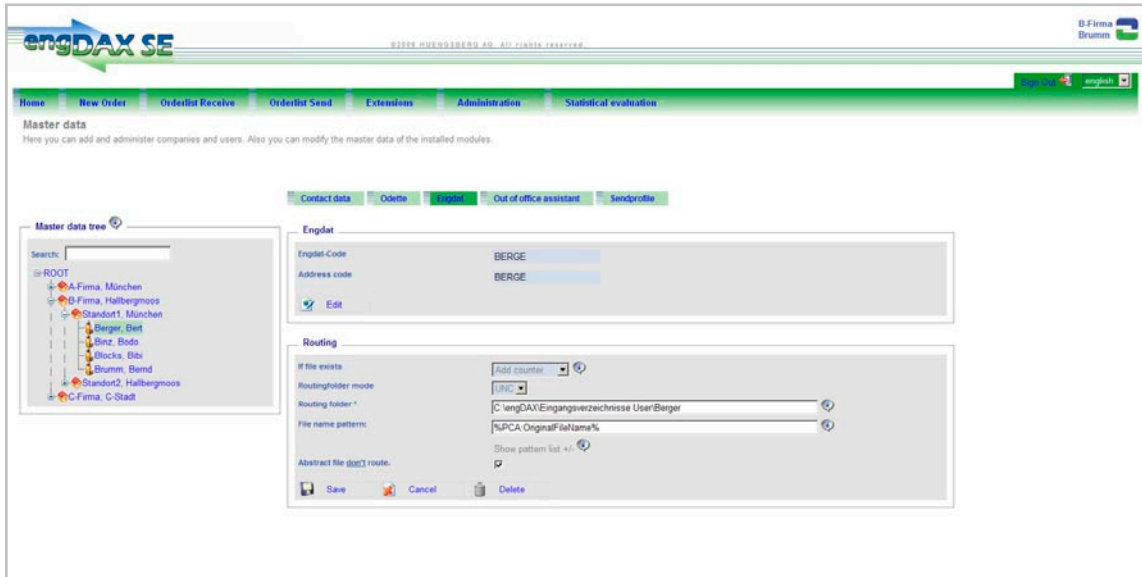 engDAX SE
©2006 HUENGSBERG AG. All rights reserved.
B-Firma
Brumm
Sign Out english
Home New Order Orderlist Receive Orderlist Send Extensions Administration Statistical evaluation
Master data
Here you can add and administer companies and users. Also you can modify the master data of the installed modules.
Contact data Odette Engdat Out of office assistant Sendprofile
Master data tree
Search:
ROOT
A-Firma, München
B-Firma, Hallbergmoos
Standort1, München
Berger, Bert
Binz, Bodo
Blocks, Bibi
Brumm, Bernd
Standort2, Hallbergmoos
C-Firma, C-Stadt
Engdat
Engdat-Code BERGE
Address code BERGE
Edit
Routing
If file exists Add counter
Routingfolder mode UNC
Routing folder * C:\engDAX\Eingangsverzeichnisse User\Berger
File name pattern: %PCA:OriginalFileName%
Show pattern list +/-
Abstract file don't route.
Save Cancel Delete